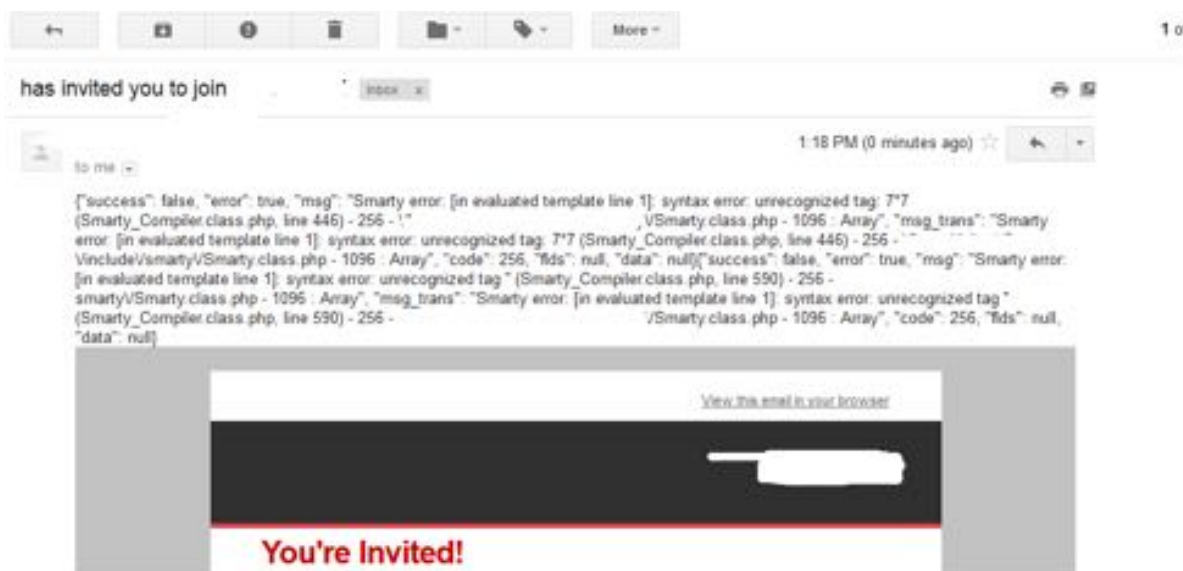 More
1 o
has invited you to join
Inbox x
1:18 PM (0 minutes ago)
to me
{"success": false, "error": true, "msg": "Smarty error: [in evaluated template line 1]: syntax error: unrecognized tag: 7*7
(Smarty_Compiler.class.php, line 446) - 256 - \/Smarty.class.php - 1096 : Array", "msg_trans": "Smarty
error: [in evaluated template line 1]: syntax error: unrecognized tag: 7*7 (Smarty_Compiler.class.php, line 446) - 256 -
\/include\/smarty\/Smarty.class.php - 1096 : Array", "code": 256, "flds": null, "data": null}{"success": false, "error": true, "msg": "Smarty error:
[in evaluated template line 1]: syntax error: unrecognized tag '' (Smarty_Compiler.class.php, line 590) - 256 -
smarty\/Smarty.class.php - 1096 : Array", "msg_trans": "Smarty error: [in evaluated template line 1]: syntax error: unrecognized tag ''
(Smarty_Compiler.class.php, line 590) - 256 - \/Smarty.class.php - 1096 : Array", "code": 256, "flds": null,
"data": null}
View this email in your browser
You're Invited!